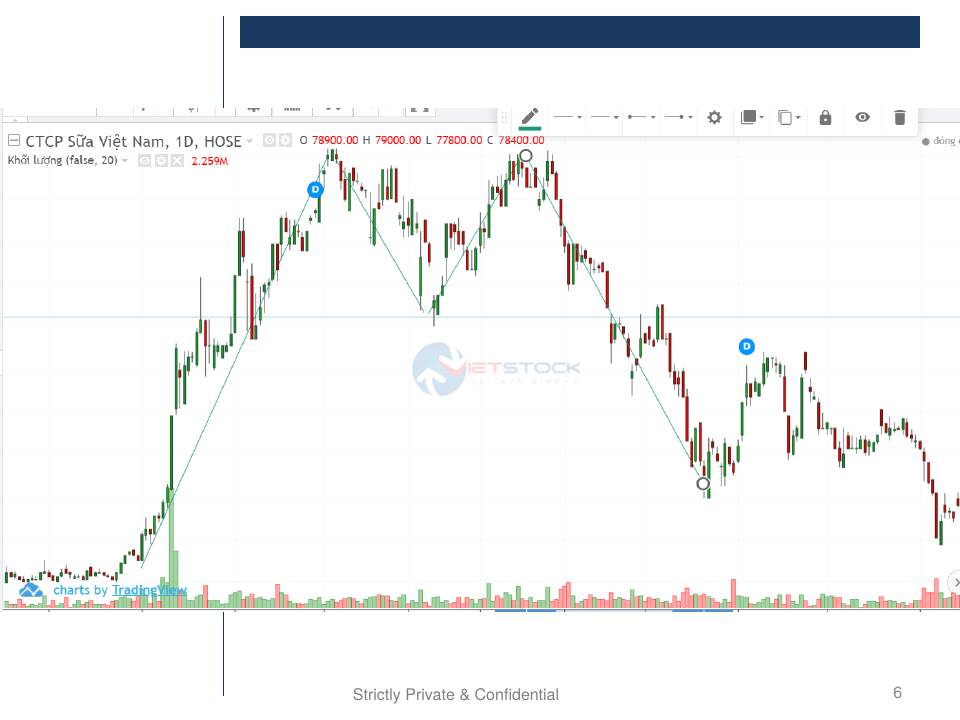 CTCP Sữa Việt Nam, 1D, HOSE O 78900.00 H 79000.00 L 77800.00 C 78400.00
Khối lượng (false, 20) 2.259M
đóng
D
D
VIETSTOCK
charts by TradingView
Strictly Private & Confidential
6